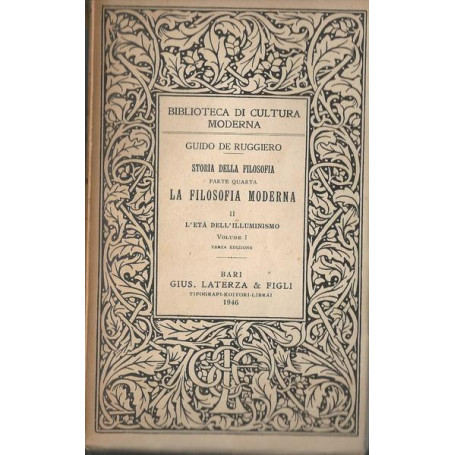 BIBLIOTECA DI CULTURA
MODERNA
GUIDO DE RUGGIERO
STORIA DELLA FILOSOFIA
PARTE QUARTA
LA FILOSOFIA MODERNA
II
L'ETÀ DELL'ILLUMINISMO
VOLUME I
TERZA EDIZIONE
BARI
GIUS. LATERZA & FIGLI
TIPOGRAFI-EDITORI-LIBRAI
1946